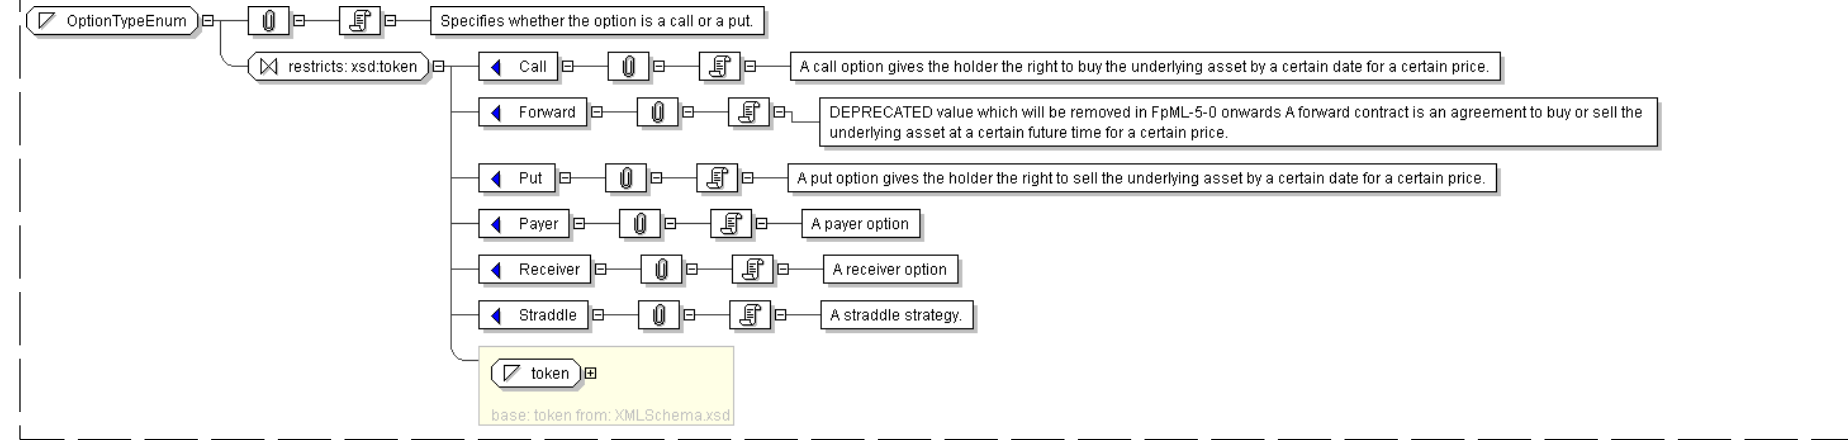 OptionTypeEnum
Specifies whether the option is a call or a put.
restricts: xsd:token
Call
A call option gives the holder the right to buy the underlying asset by a certain date for a certain price.
Forward
DEPRECATED value which will be removed in FpML-5-0 onwards A forward contract is an agreement to buy or sell the
underlying asset at a certain future time for a certain price.
Put
A put option gives the holder the right to sell the underlying asset by a certain date for a certain price.
Payer
A payer option
Receiver
A receiver option
Straddle
A straddle strategy.
token
base: token from: XMLSchema.xsd